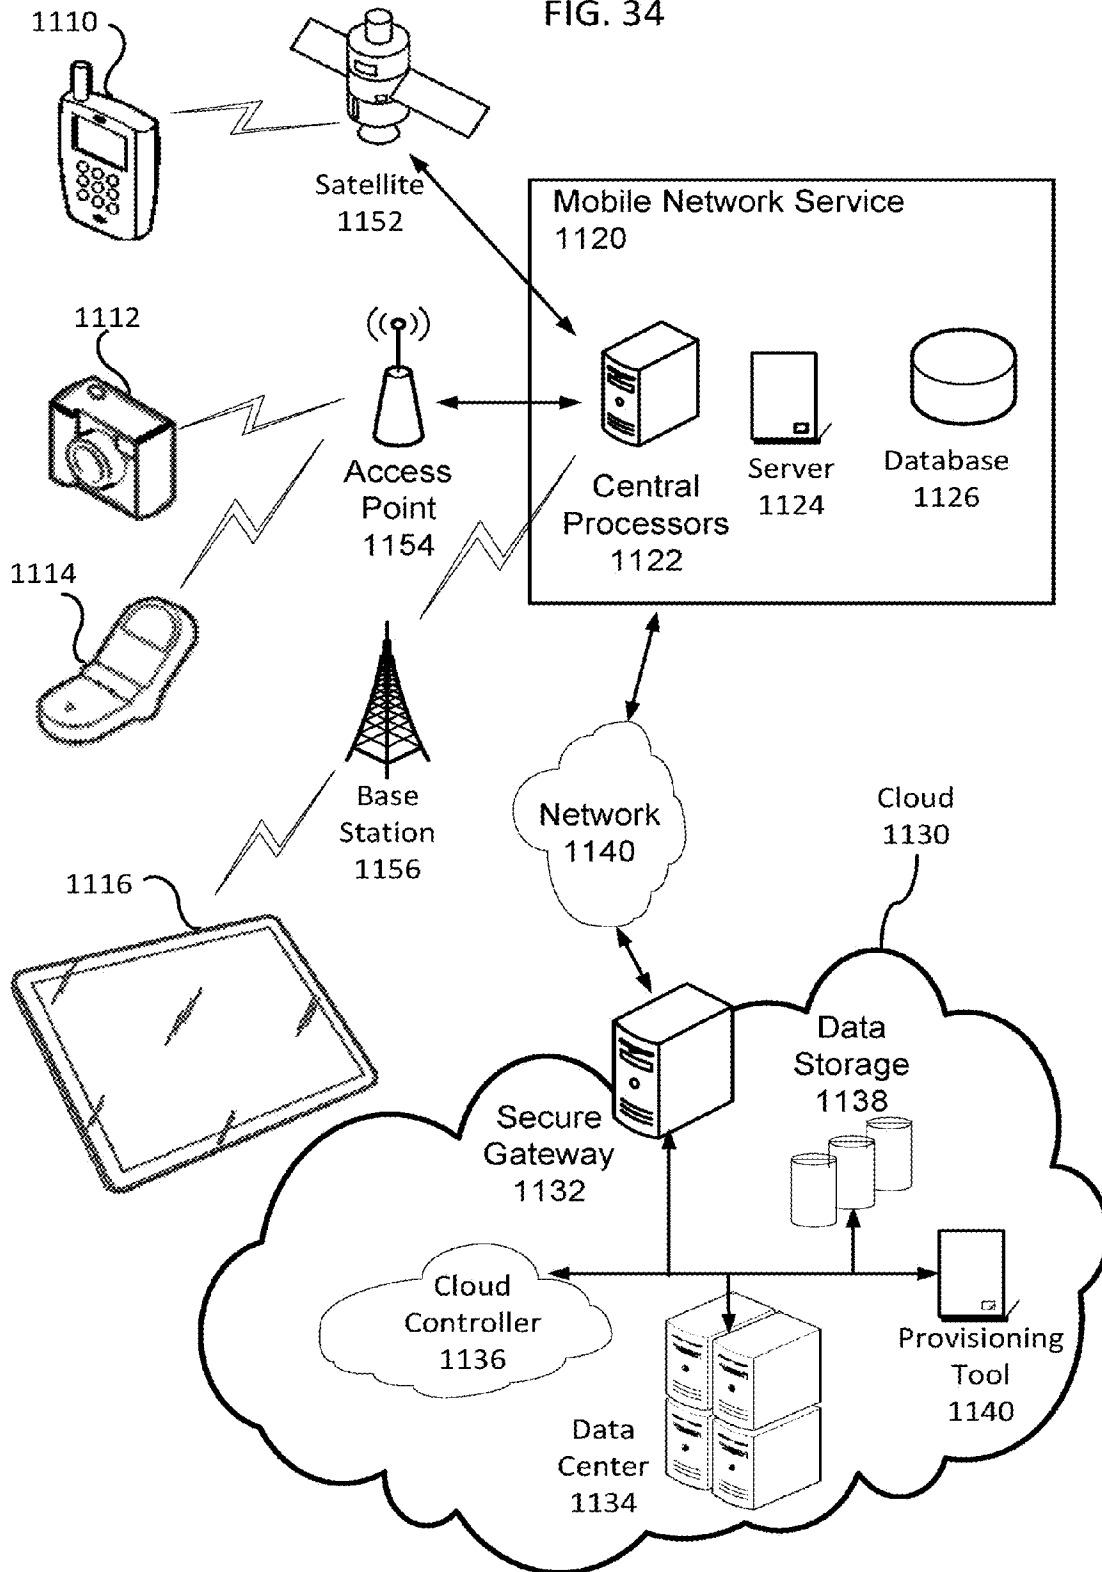 FIG. 34
1110
Satellite
1152
Mobile Network Service
1120
1112
Access
Point
1154
Central
Processors
1122
Server
1124
Database
1126
1114
Base
Station
1156
Network
1140
Cloud
1130
1116
Secure
Gateway
1132
Data
Storage
1138
Cloud
Controller
1136
Provisioning
Tool
1140
Data
Center
1134